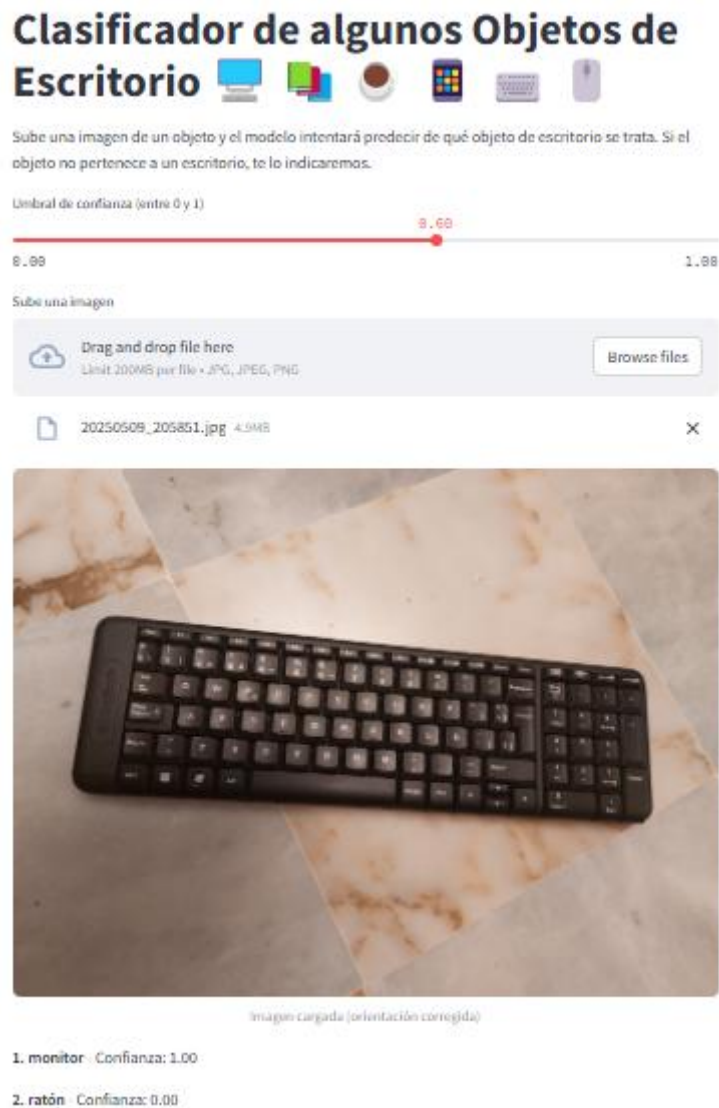 Clasificador de algunos Objetos de
Escritorio
Sube una imagen de un objeto y el modelo intentará predecir de qué objeto de escritorio se trata. Si el
objeto no pertenece a un escritorio, te lo indicaremos.
Umbral de confianza (entre 0 y 1)
0.60
0.00 1.00
Sube una imagen
Drag and drop file here
Limit 200MB per file • JPG, JPEG, PNG
Browse files
20250509_205851.jpg 4.9MB
Imagen cargada (orientación corregida)
1. monitor · Confianza: 1.00
2. ratón · Confianza: 0.00